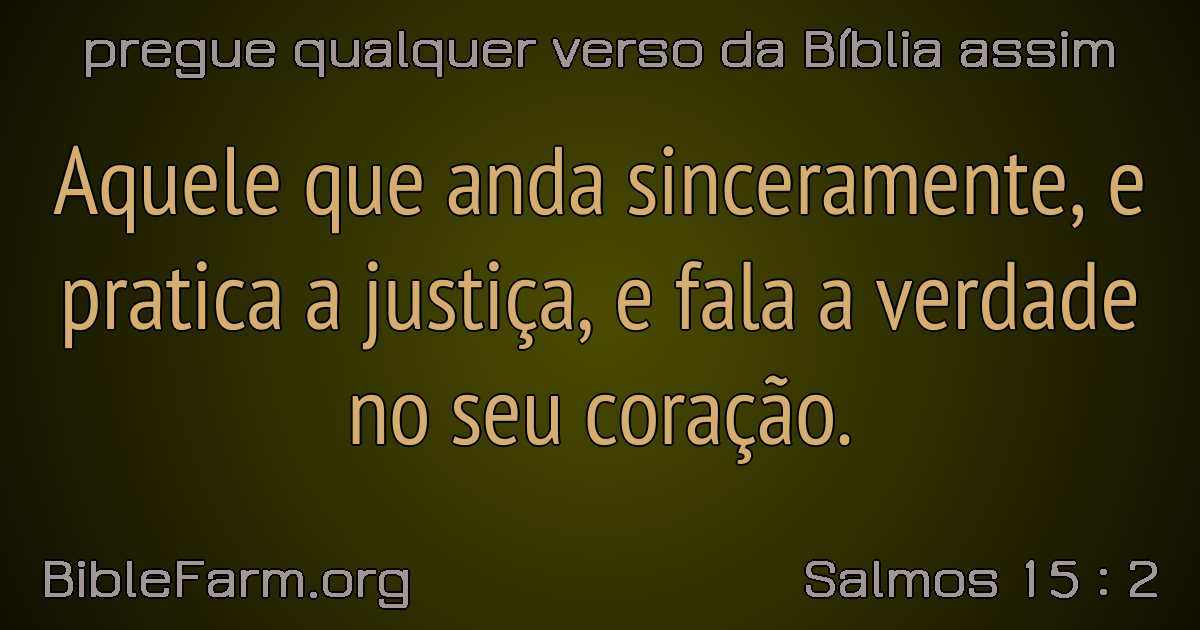 pregue qualquer verso da Bíblia assim
Aquele que anda sinceramente, e
pratica a justiça, e fala a verdade
no seu coração.
BibleFarm.org
Salmos 15 : 2